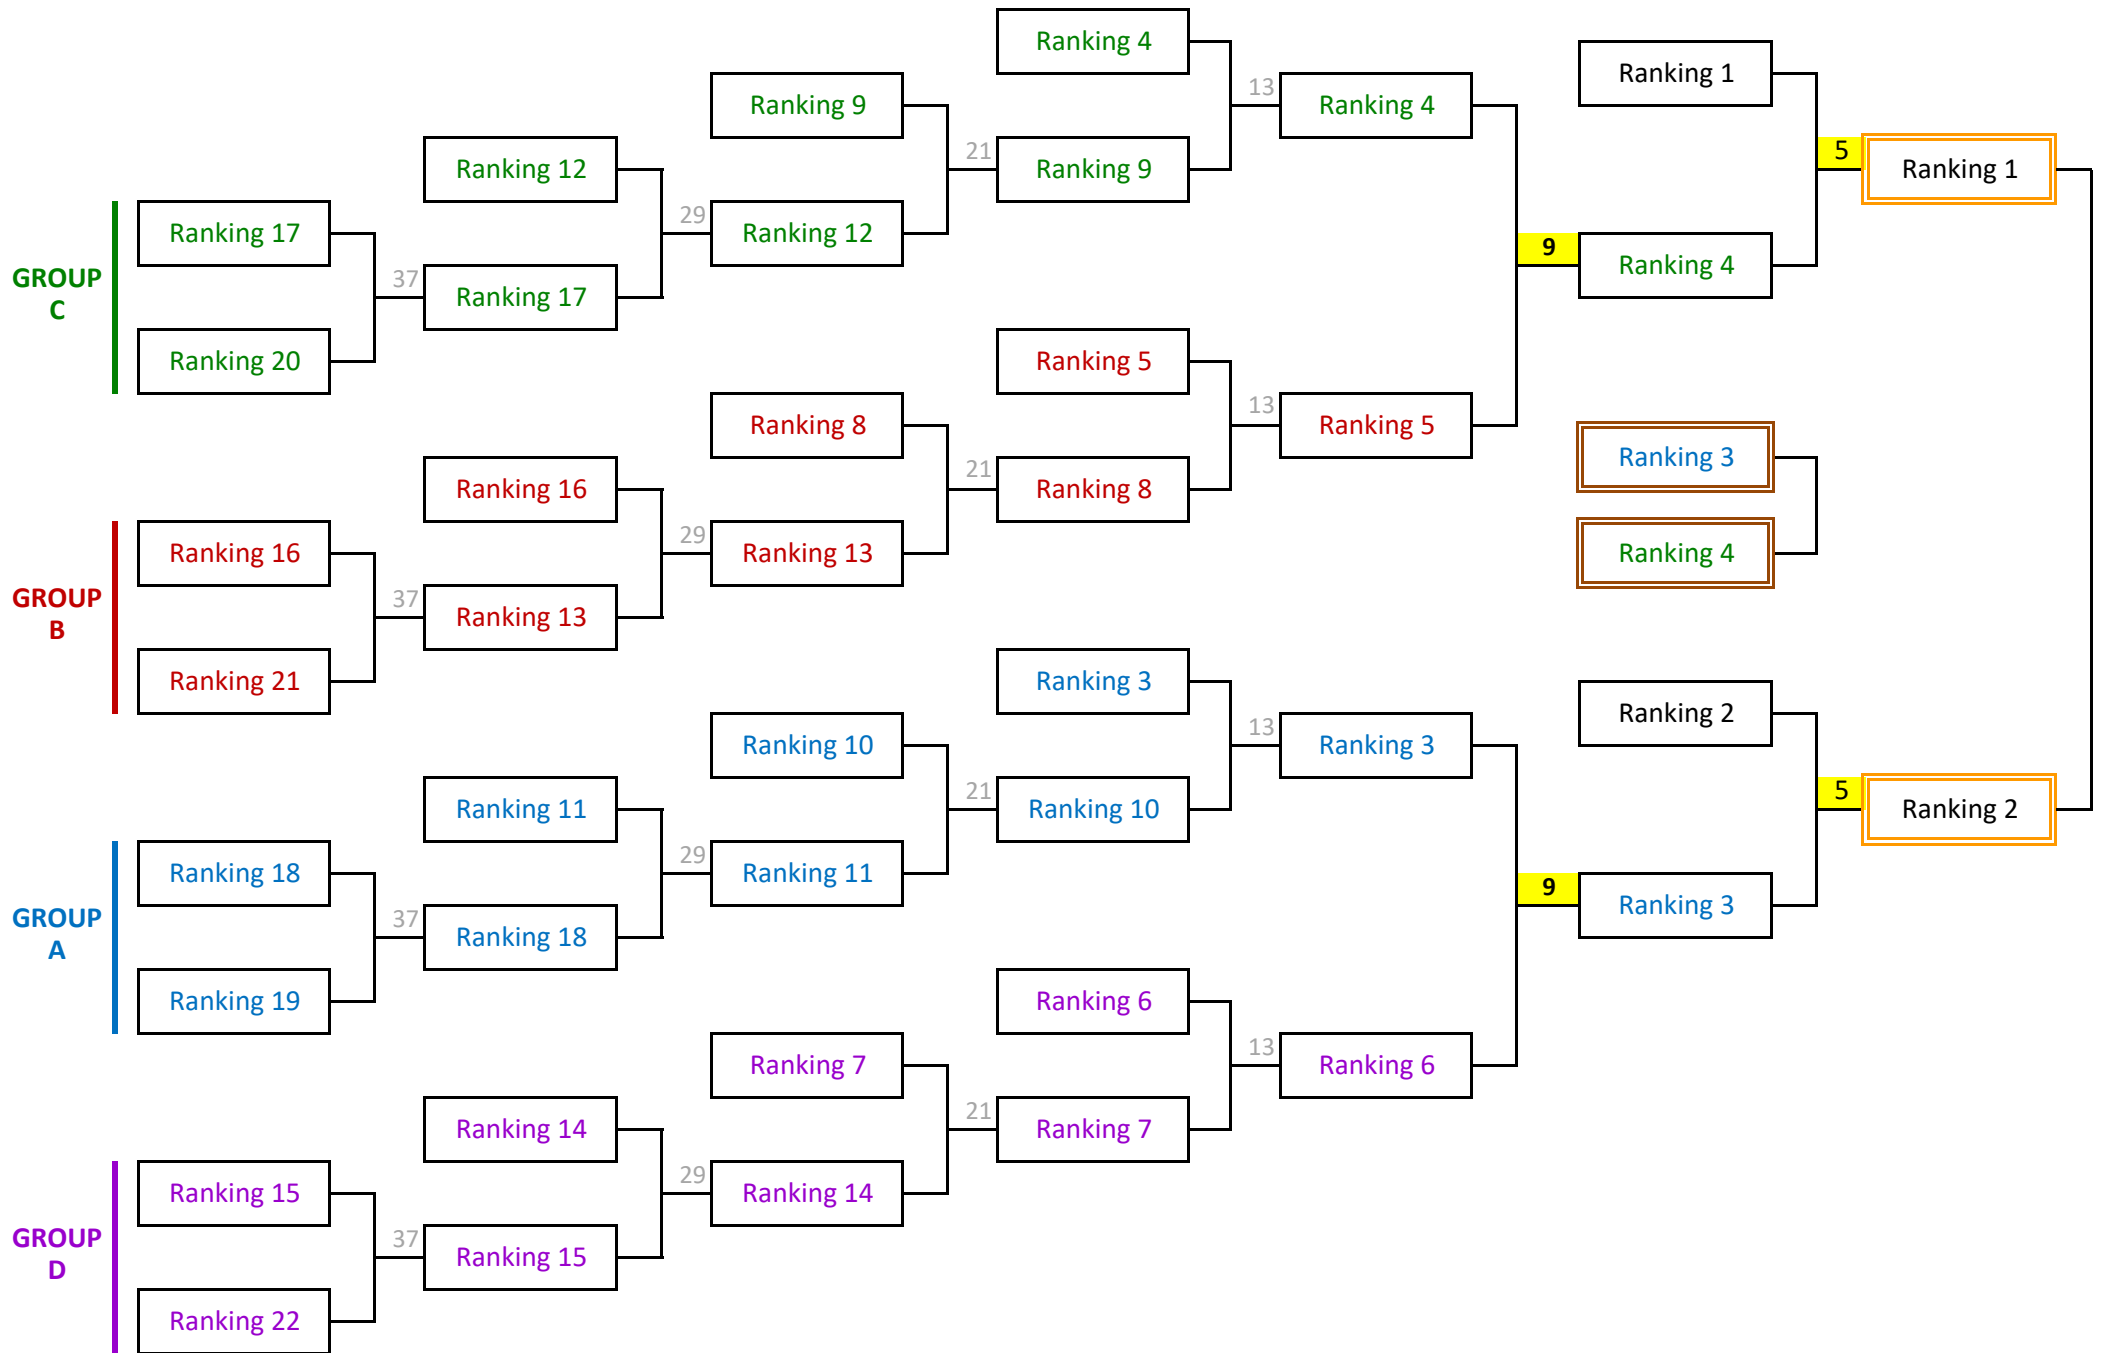 Ranking 4
Ranking 1
Ranking 9
13
Ranking 4
Ranking 12
21
Ranking 9
5
Ranking 1
Ranking 17
29
Ranking 12
9
Ranking 4
GROUP
C
37
Ranking 17
Ranking 20
Ranking 5
Ranking 8
13
Ranking 5
Ranking 3
Ranking 16
21
Ranking 8
Ranking 16
29
Ranking 13
Ranking 4
GROUP
B
37
Ranking 13
Ranking 21
Ranking 3
Ranking 2
Ranking 10
13
Ranking 3
Ranking 11
21
Ranking 10
5
Ranking 2
Ranking 18
29
Ranking 11
9
Ranking 3
GROUP
A
37
Ranking 18
Ranking 19
Ranking 6
Ranking 7
13
Ranking 6
Ranking 14
21
Ranking 7
Ranking 15
29
Ranking 14
GROUP
D
37
Ranking 15
Ranking 22